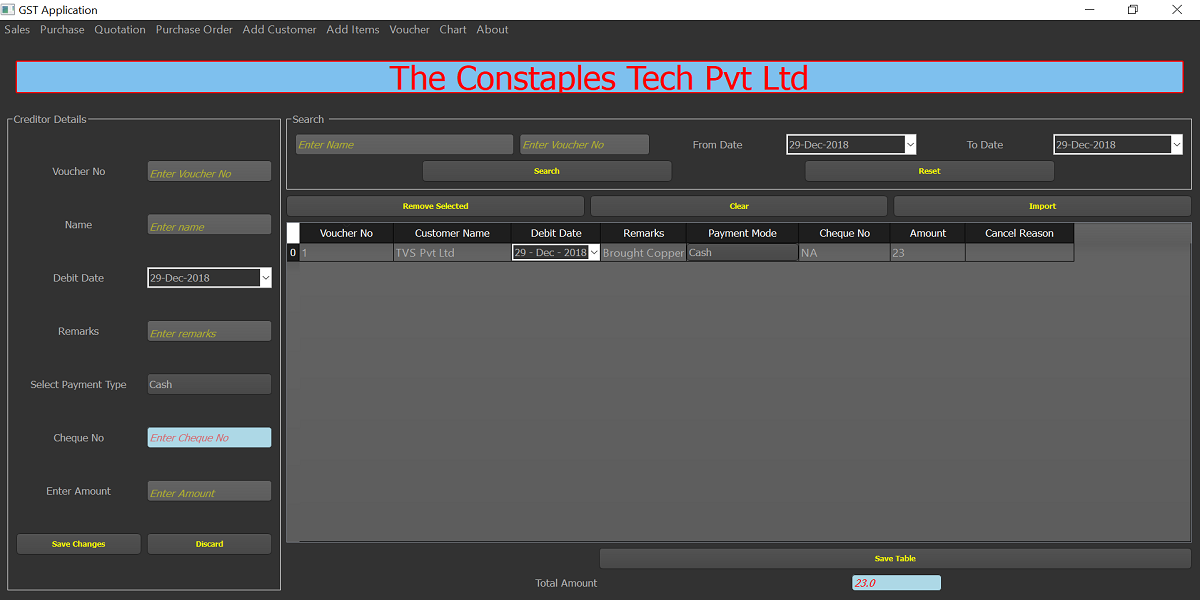 GST Application
Sales Purchase Quotation Purchase Order Add Customer Add Items Voucher Chart About
The Constaples Tech Pvt Ltd
Creditor Details
Voucher No Enter Voucher No
Name Enter name
Debit Date 29-Dec-2018
Remarks Enter remarks
Select Payment Type Cash
Cheque No Enter Cheque No
Enter Amount Enter Amount
Save Changes Discard
Search
Enter Name Enter Voucher No From Date 29-Dec-2018 To Date 29-Dec-2018
Search Reset
Remove Selected Clear Import
Voucher No Customer Name Debit Date Remarks Payment Mode Cheque No Amount Cancel Reason
0 1 TVS Pvt Ltd 29 - Dec - 2018 Brought Copper Cash NA 23
Save Table
Total Amount 23.0